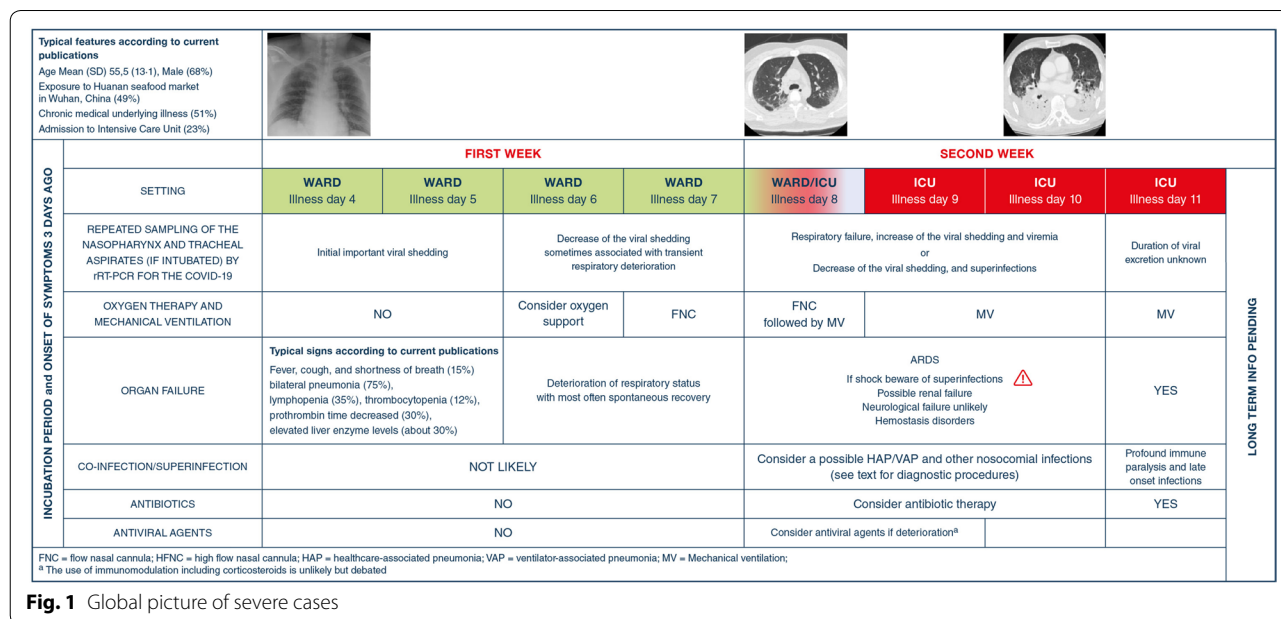 Typical features according to current
publications
Age Mean (SD) 55,5 (13·1), Male (68%)
Exposure to Huanan seafood market
in Wuhan, China (49%)
Chronic medical underlying illness (51%)
Admission to Intensive Care Unit (23%)
INCUBATION PERIOD and ONSET OF SYMPTOMS 3 DAYS AGO
FIRST WEEK
SECOND WEEK
SETTING
WARD
Illness day 4
WARD
Illness day 5
WARD
Illness day 6
WARD
Illness day 7
WARD/ICU
Illness day 8
ICU
Illness day 9
ICU
Illness day 10
ICU
Illness day 11
REPEATED SAMPLING OF THE
NASOPHARYNX AND TRACHEAL
ASPIRATES (IF INTUBATED) BY
rRT-PCR FOR THE COVID-19
Initial important viral shedding
Decrease of the viral shedding
sometimes associated with transient
respiratory deterioration
Respiratory failure, increase of the viral shedding and viremia
or
Decrease of the viral shedding, and superinfections
Duration of viral
excretion unknown
OXYGEN THERAPY AND
MECHANICAL VENTILATION
NO
Consider oxygen
support
FNC
FNC
followed by MV
MV
MV
ORGAN FAILURE
Typical signs according to current publications
Fever, cough, and shortness of breath (15%)
bilateral pneumonia (75%),
lymphopenia (35%), thrombocytopenia (12%),
prothrombin time decreased (30%),
elevated liver enzyme levels (about 30%)
Deterioration of respiratory status
with most often spontaneous recovery
ARDS
If shock beware of superinfections
Possible renal failure
Neurological failure unlikely
Hemostasis disorders
YES
CO-INFECTION/SUPERINFECTION
NOT LIKELY
Consider a possible HAP/VAP and other nosocomial infections
(see text for diagnostic procedures)
Profound immune
paralysis and late
onset infections
ANTIBIOTICS
NO
Consider antibiotic therapy
YES
ANTIVIRAL AGENTS
NO
Consider antiviral agents if deteriorationª
LONG TERM INFO PENDING
FNC = flow nasal cannula; HFNC = high flow nasal cannula; HAP = healthcare-associated pneumonia; VAP = ventilator-associated pneumonia; MV = Mechanical ventilation;
ª The use of immunomodulation including corticosteroids is unlikely but debated
Fig. 1 Global picture of severe cases